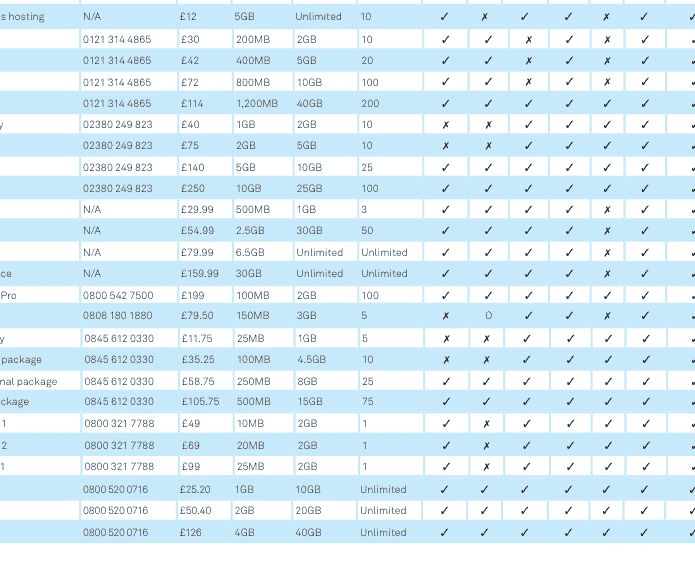 s hosting N/A £12 5GB Unlimited 10 ✓ ✗ ✓ ✓ ✗ ✓ ✓
0121 314 4865 £30 200MB 2GB 10 ✓ ✓ ✗ ✓ ✗ ✓ ✓
0121 314 4865 £42 400MB 5GB 20 ✓ ✓ ✗ ✓ ✗ ✓ ✓
0121 314 4865 £72 800MB 10GB 100 ✓ ✓ ✗ ✓ ✗ ✓ ✓
0121 314 4865 £114 1,200MB 40GB 200 ✓ ✓ ✓ ✓ ✓ ✓ ✓
y 02380 249 823 £40 1GB 2GB 10 ✗ ✗ ✓ ✓ ✓ ✓ ✓
02380 249 823 £75 2GB 5GB 10 ✗ ✗ ✓ ✓ ✓ ✓ ✓
02380 249 823 £140 5GB 10GB 25 ✓ ✓ ✓ ✓ ✓ ✓ ✓
02380 249 823 £250 10GB 25GB 100 ✓ ✓ ✓ ✓ ✓ ✓ ✓
N/A £29.99 500MB 1GB 3 ✓ ✓ ✓ ✓ ✗ ✓ ✓
N/A £54.99 2.5GB 30GB 50 ✓ ✓ ✓ ✓ ✗ ✓ ✓
N/A £79.99 6.5GB Unlimited Unlimited ✓ ✓ ✓ ✓ ✗ ✓ ✓
ce N/A £159.99 30GB Unlimited Unlimited ✓ ✓ ✓ ✓ ✗ ✓ ✓
Pro 0800 542 7500 £199 100MB 2GB 100 ✓ ✓ ✓ ✓ ✓ ✓ ✓
0808 180 1880 £79.50 150MB 3GB 5 ✗ O ✓ ✓ ✗ ✓ ✓
y 0845 612 0330 £11.75 25MB 1GB 5 ✗ ✗ ✓ ✓ ✓ ✓ ✓
package 0845 612 0330 £35.25 100MB 4.5GB 10 ✗ ✗ ✓ ✓ ✓ ✓ ✓
nal package 0845 612 0330 £58.75 250MB 8GB 25 ✓ ✓ ✓ ✓ ✓ ✓ ✓
ckage 0845 612 0330 £105.75 500MB 15GB 75 ✓ ✓ ✓ ✓ ✓ ✓ ✓
1 0800 321 7788 £49 10MB 2GB 1 ✓ ✗ ✓ ✓ ✓ ✓ ✓
2 0800 321 7788 £69 20MB 2GB 1 ✓ ✗ ✓ ✓ ✓ ✓ ✓
1 0800 321 7788 £99 25MB 2GB 1 ✓ ✗ ✓ ✓ ✓ ✓ ✓
0800 520 0716 £25.20 1GB 10GB Unlimited ✓ ✓ ✓ ✓ ✓ ✓ ✓
0800 520 0716 £50.40 2GB 20GB Unlimited ✓ ✓ ✓ ✓ ✓ ✓ ✓
0800 520 0716 £126 4GB 40GB Unlimited ✓ ✓ ✓ ✓ ✓ ✓ ✓